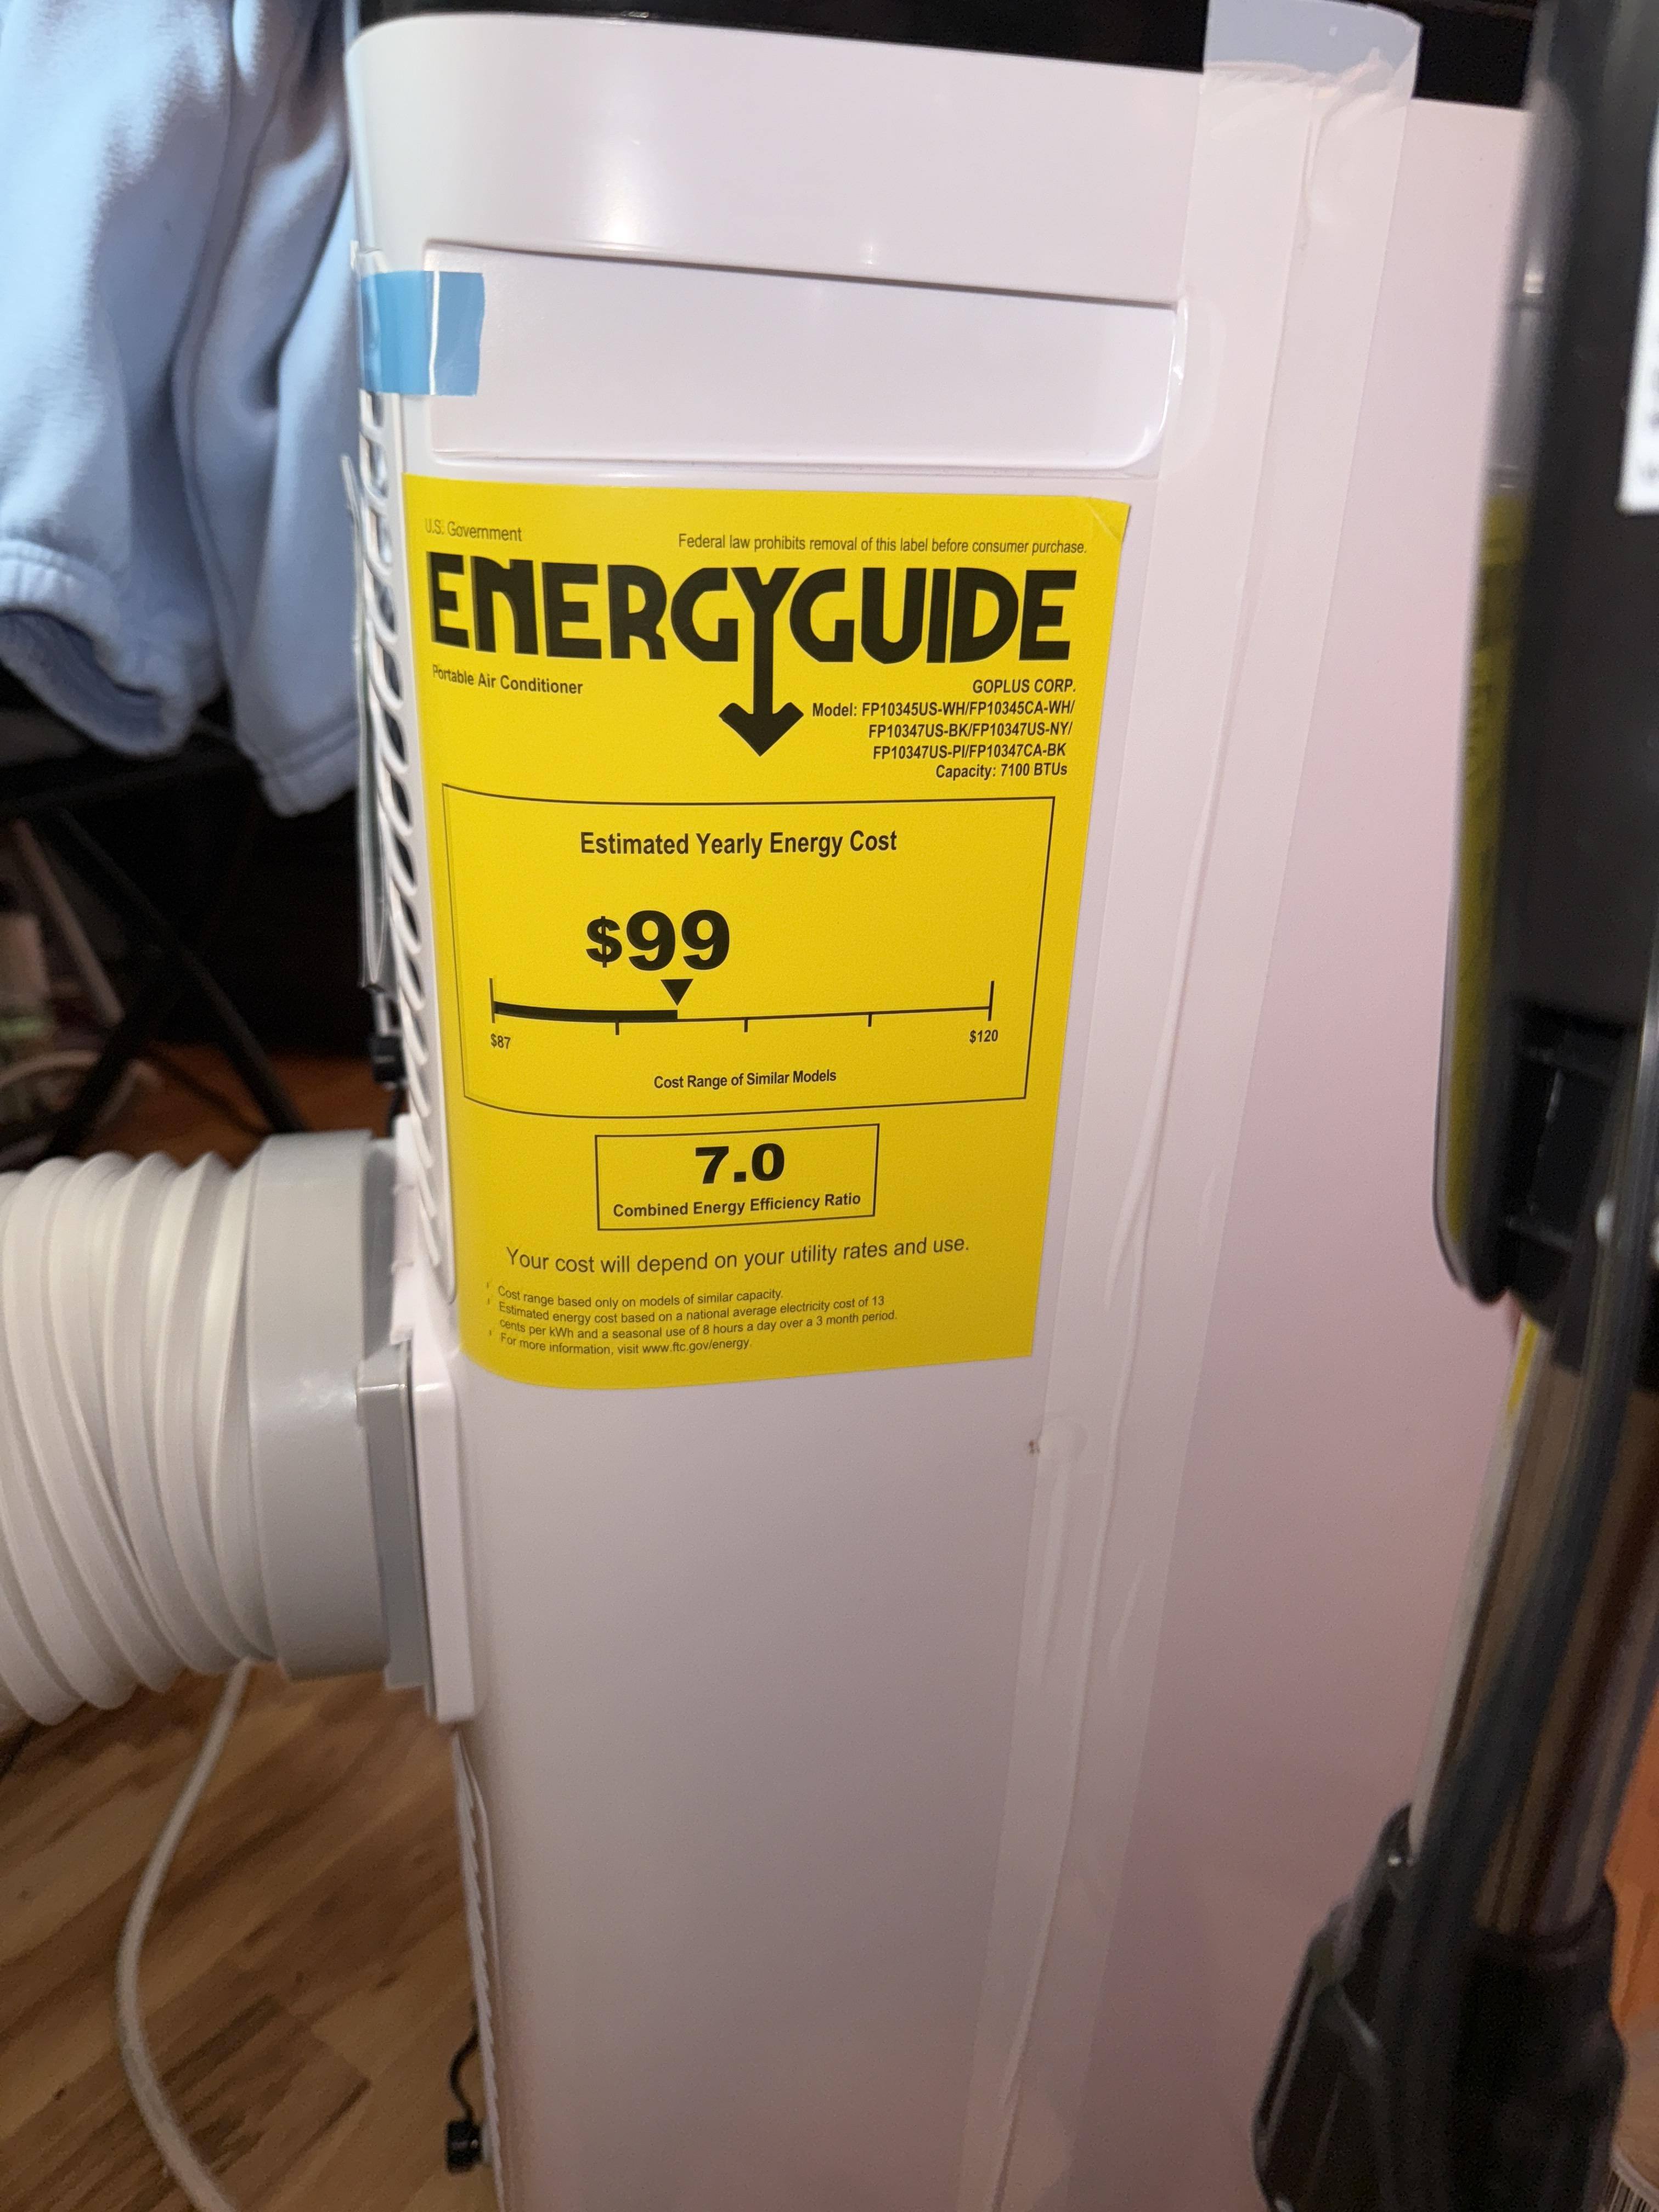 U.S. Government
Federal law prohibits removal of this label before consumer purchase.
ENERGYGUIDE
Portable Air Conditioner
GOPLUS CORP.
Model: FP10345US-WH/FP10345CA-WH/
FP10347US-BK/FP10347US-NY/
FP10347US-PI/FP10347CA-BK
Capacity: 7100 BTUs
Estimated Yearly Energy Cost
$99
$87
$120
Cost Range of Similar Models
7.0
Combined Energy Efficiency Ratio
Your cost will depend on your utility rates and use.
Cost range based only on models of similar capacity.
Estimated energy cost based on a national average electricity cost of 13
cents per kWh and a seasonal use of 8 hours a day over a 3 month period.
For more information, visit www.ftc.gov/energy.